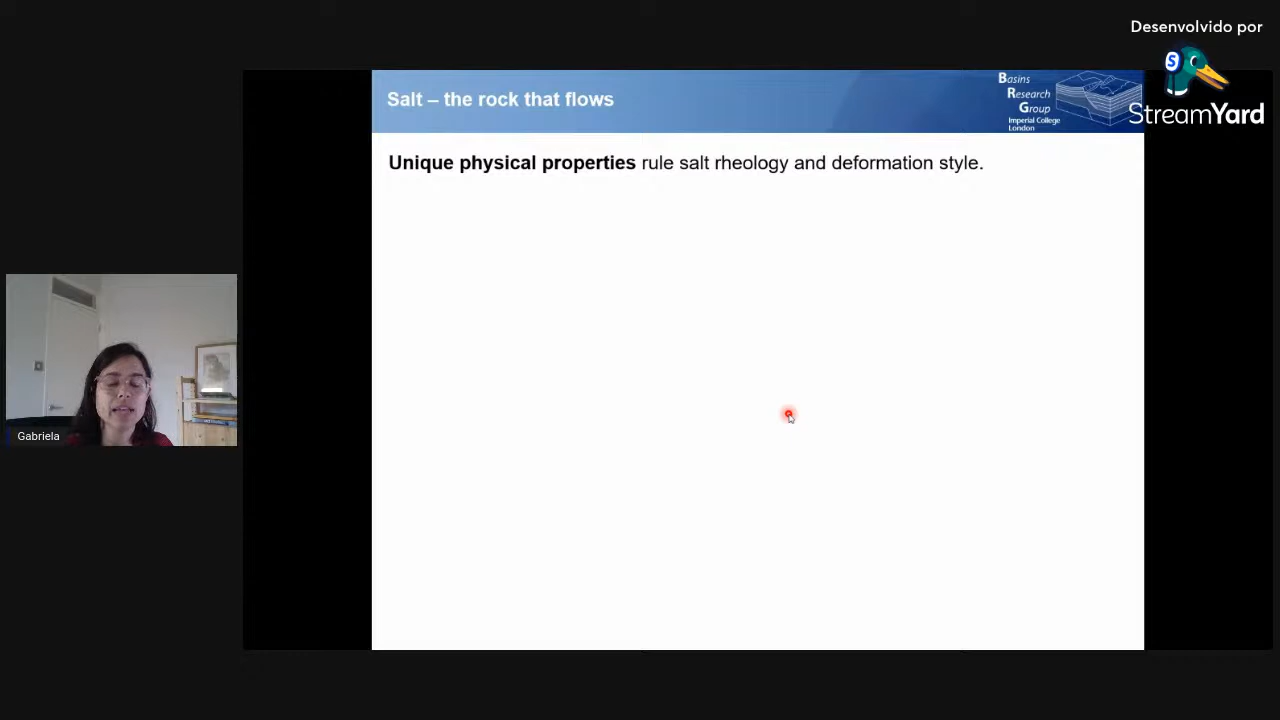 Desenvolvido por
StreamYard
Salt – the rock that flows
Basins
Research
Group
Imperial College
London
Unique physical properties rule salt rheology and deformation style.
Gabriela